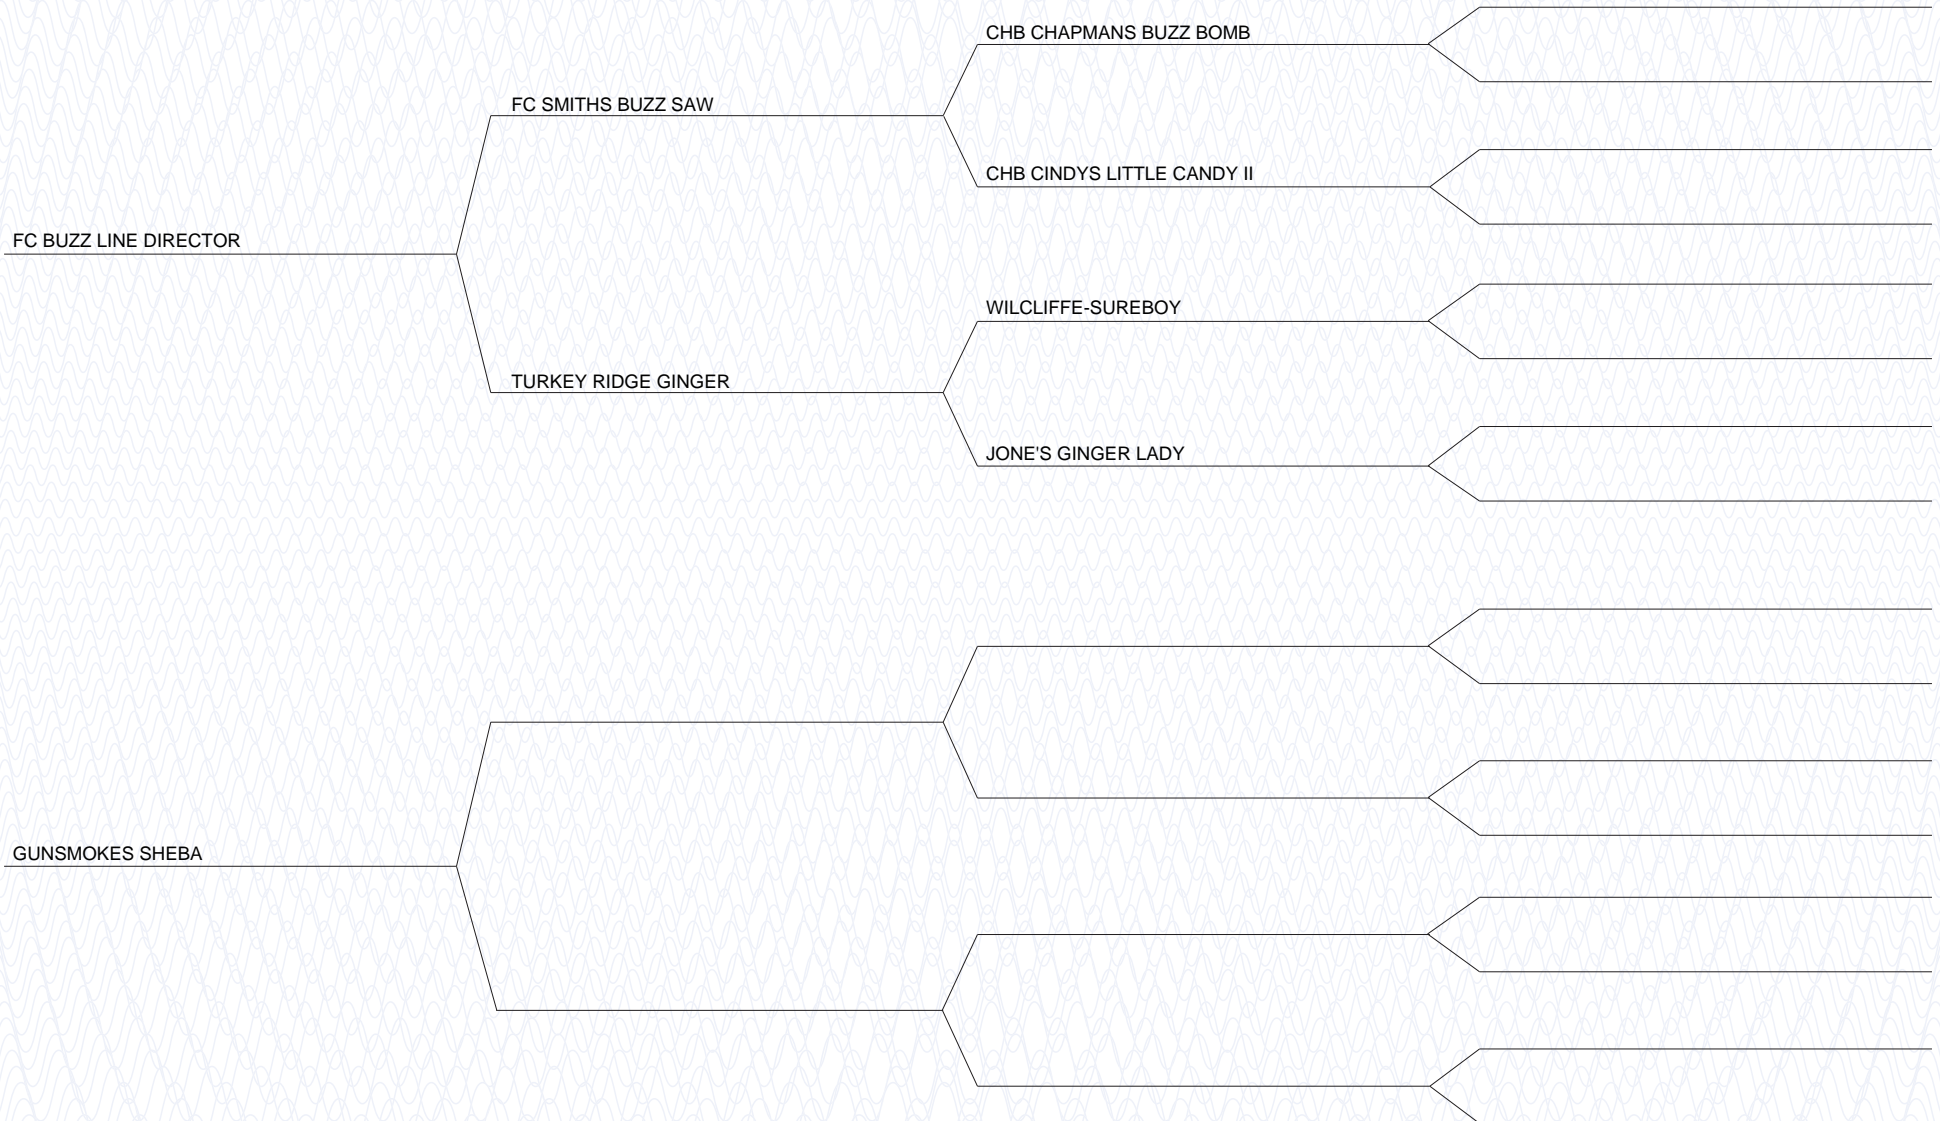 CHB CHAPMANS BUZZ BOMB
FC SMITHS BUZZ SAW
CHB CINDYS LITTLE CANDY II
FC BUZZ LINE DIRECTOR
WILCLIFFE-SUREBOY
TURKEY RIDGE GINGER
JONE'S GINGER LADY
GUNSMOKES SHEBA